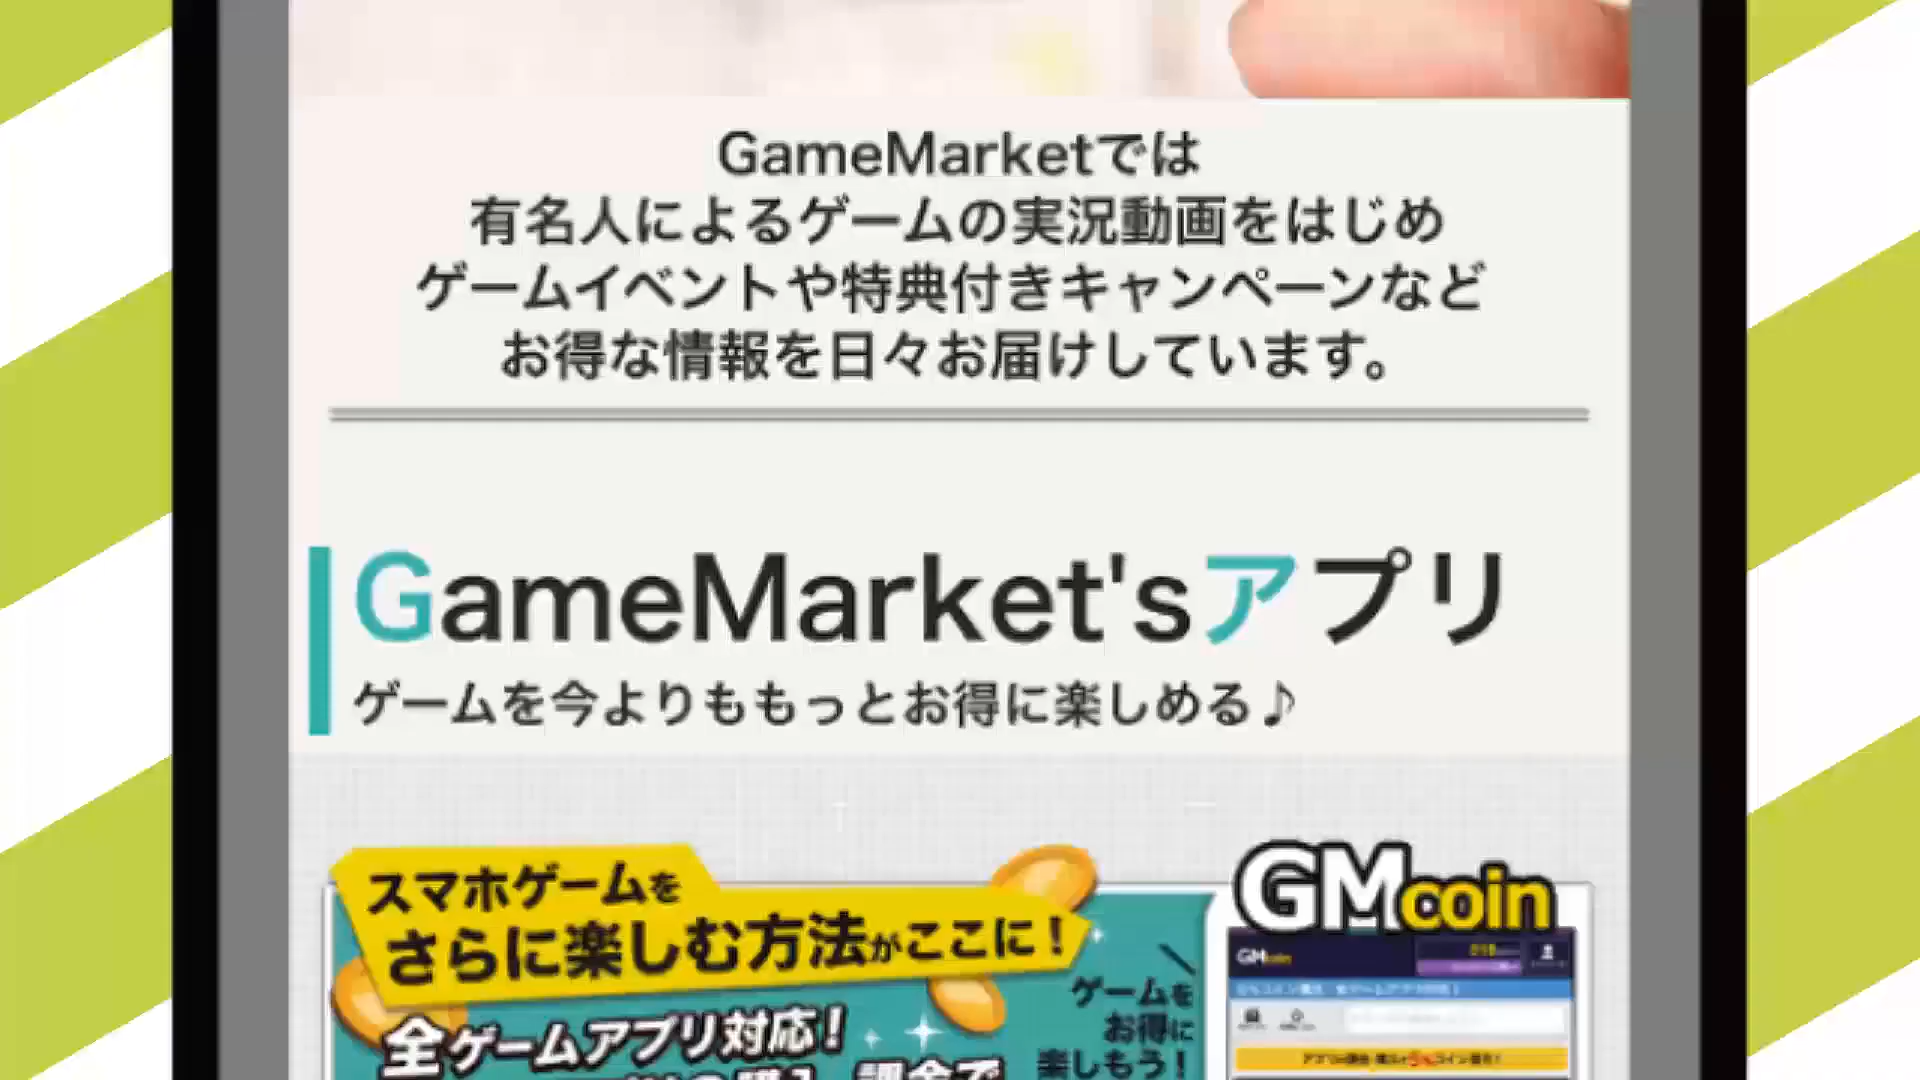 GameMarketでは
有名人によるゲームの実況動画をはじめ
ゲームイベントや特典付きキャンペーンなど
お得な情報を日々お届けしています。
GameMarket'sアプリ
ゲームを今よりももっとお得に楽しめる♪
スマホゲームを
さらに楽しむ方法がここに！
全ゲームアプリ対応！
ゲームを
お得に
楽しもう！
GMcoin
GMcoin